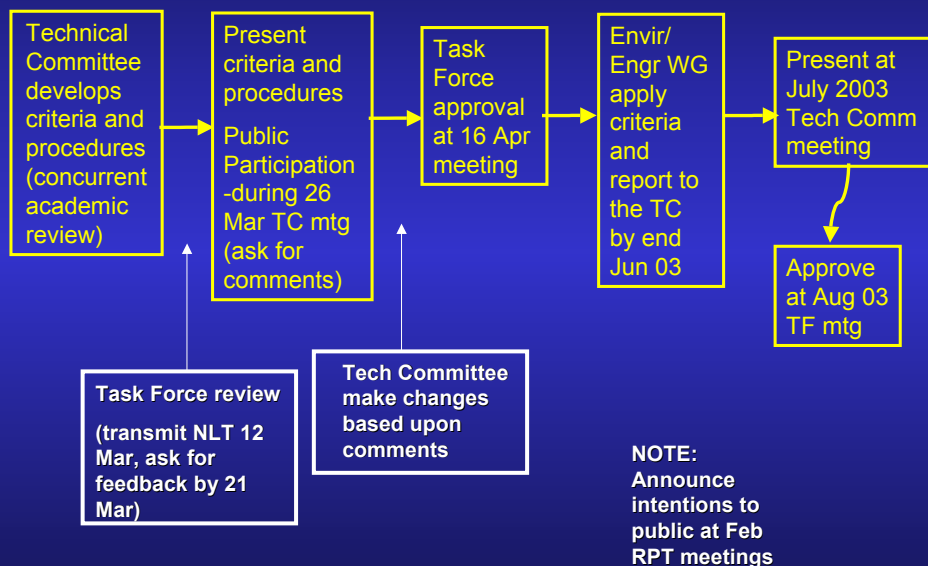 Technical
Committee
develops
criteria and
procedures
(concurrent
academic
review)
Present
criteria and
procedures
Public
Participation
-during 26
Mar TC mtg
(ask for
comments)
Task
Force
approval
at 16 Apr
meeting
Envir/
Engr WG
apply
criteria
and
report to
the TC
by end
Jun 03
Present at
July 2003
Tech Comm
meeting
Approve
at Aug 03
TF mtg
Task Force review
(transmit NLT 12
Mar, ask for
feedback by 21
Mar)
Tech Committee
make changes
based upon
comments
NOTE:
Announce
intentions to
public at Feb
RPT meetings